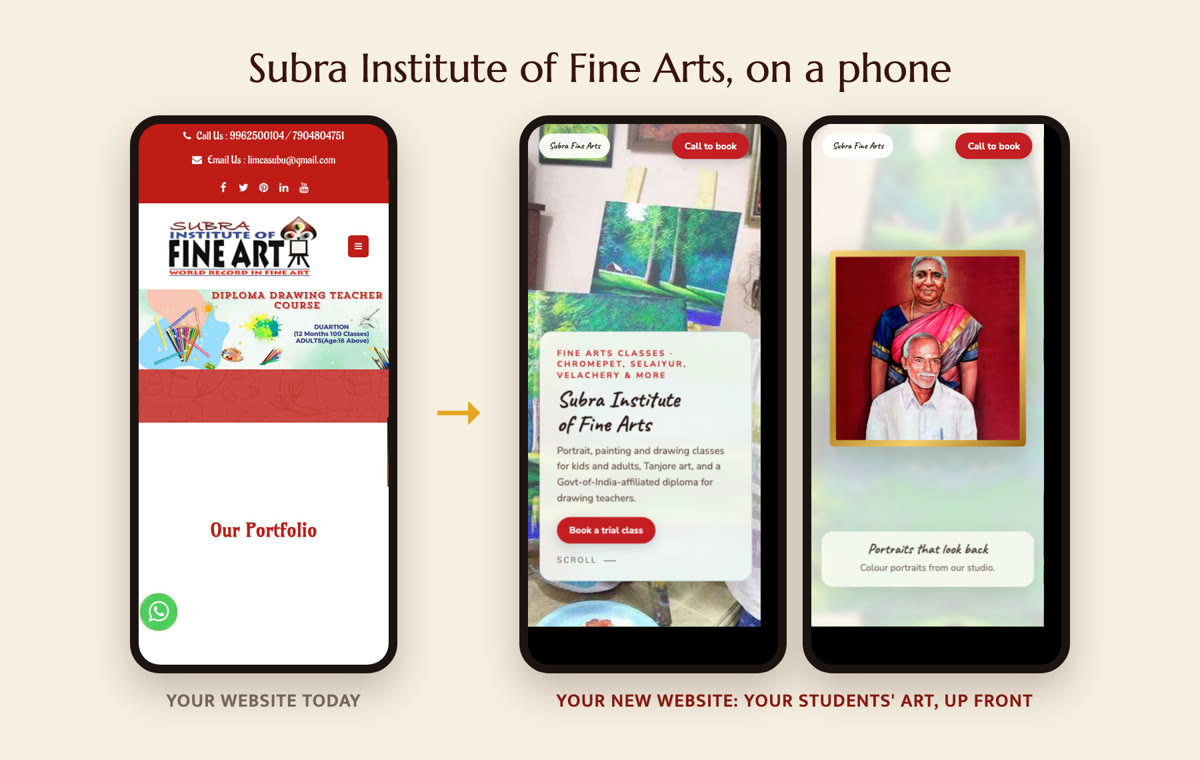 Subra Institute of Fine Arts, on a phone
Call Us : 9962500104 / 7904804751
Email Us : limcasubu@gmail.com
SUBRA
INSTITUTE OF
FINE ART
WORLD RECORD IN FINE ART
DIPLOMA DRAWING TEACHER
COURSE
DUARTION
(12 Months 100 Classes)
ADULTS(Age:18 Above)
Our Portfolio
YOUR WEBSITE TODAY
Subra Fine Arts
Call to book
FINE ARTS CLASSES ·
CHROMEPET, SELAIYUR,
VELACHERY & MORE
Subra Institute
of Fine Arts
Portrait, painting and drawing classes
for kids and adults, Tanjore art, and a
Govt-of-India-affiliated diploma for
drawing teachers.
Book a trial class
SCROLL
Subra Fine Arts
Call to book
Portraits that look back
Colour portraits from our studio.
YOUR NEW WEBSITE: YOUR STUDENTS' ART, UP FRONT